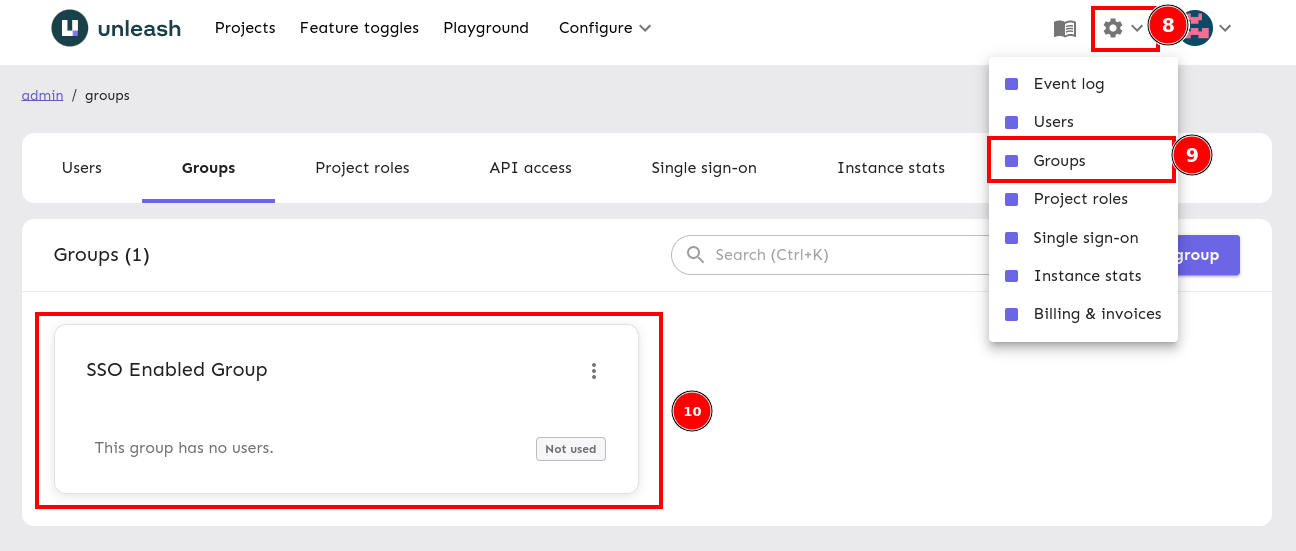 unleash Projects Feature toggles Playground Configure 8
Event log
admin / groups
Users
Groups 9
Users Groups Project roles API access Single sign-on Instance stats
Project roles
Single sign-on
Groups (1) Search (Ctrl+K) group
Instance stats
Billing & invoices
SSO Enabled Group
10
This group has no users. Not used